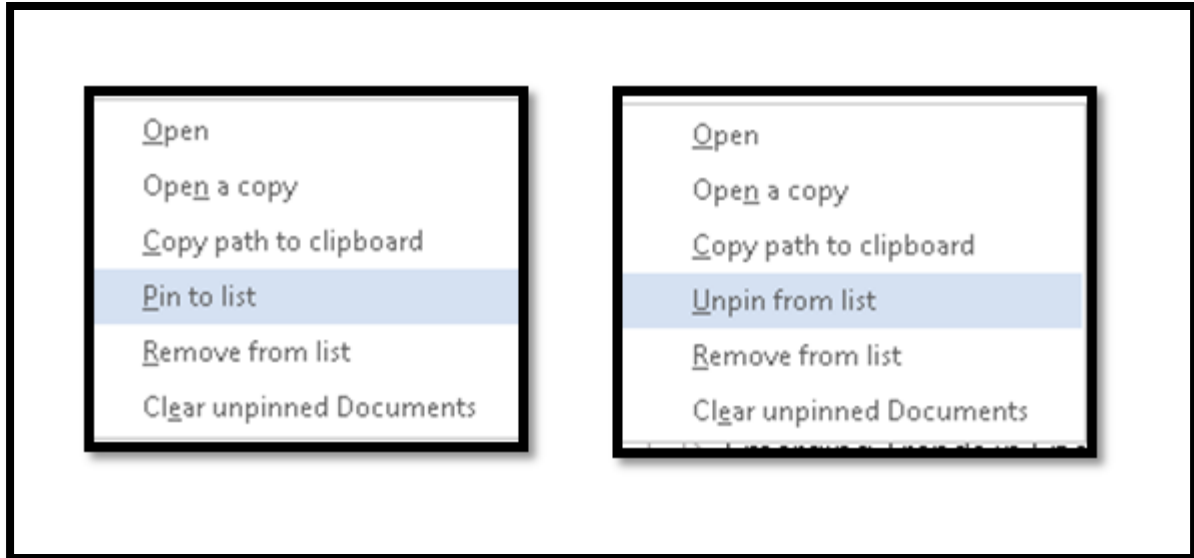 Open
Open a copy
Copy path to clipboard
Pin to list
Remove from list
Clear unpinned Documents
Open
Open a copy
Copy path to clipboard
Unpin from list
Remove from list
Clear unpinned Documents